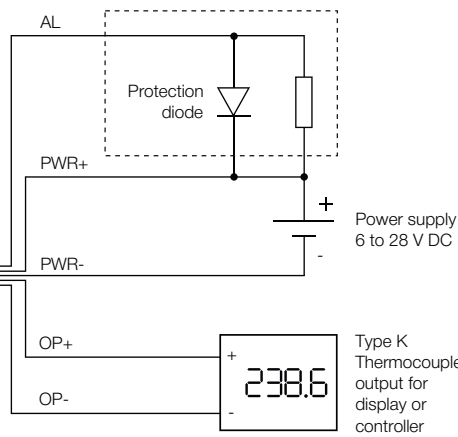 AL
Protection
diode
PWR+
+
Power supply
6 to 28 V DC
PWR-
-
OP+
+
238.6
OP-
-
Type K
Thermocouple
output for
display or
controller